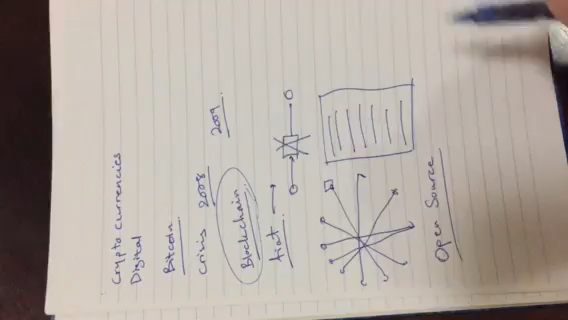 Crypto currencies
Digital
Bitcoin
Crisis 2008 2009
Blockchain
fiat →
Open Source